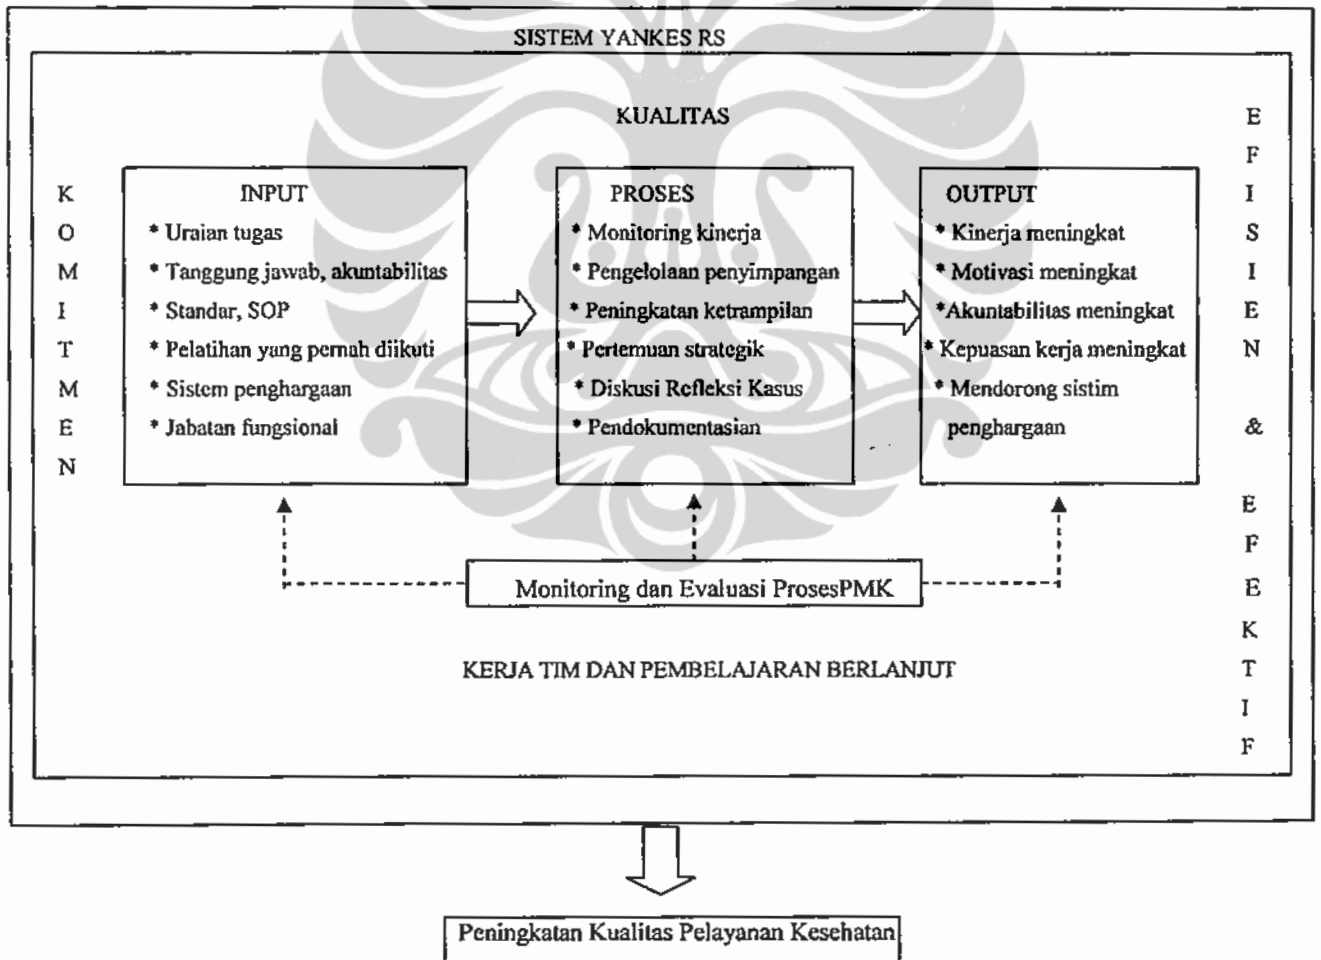 SISTEM YANKES RS
KUALITAS
KOMITMEN
INPUT
* Uraian tugas
* Tanggung jawab, akuntabilitas
* Standar, SOP
* Pelatihan yang pernah diikuti
* Sistem penghargaan
* Jabatan fungsional
PROSES
* Monitoring kinerja
* Pengelolaan penyimpangan
* Peningkatan ketrampilan
* Pertemuan strategik
* Diskusi Refleksi Kasus
* Pendokumentasian
OUTPUT
* Kinerja meningkat
* Motivasi meningkat
*Akuntabilitas meningkat
* Kepuasan kerja meningkat
* Mendorong sistim
penghargaan
EFISIEN & EFEKTIF
Monitoring dan Evaluasi ProsesPMK
KERJA TIM DAN PEMBELAJARAN BERLANJUT
Peningkatan Kualitas Pelayanan Kesehatan